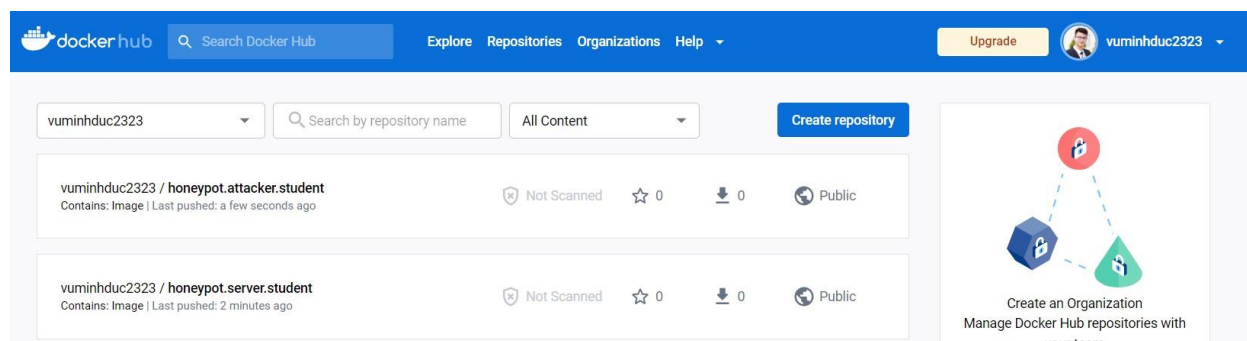 dockerhub
Search Docker Hub
Explore Repositories Organizations Help
Upgrade
vuminhduc2323
vuminhduc2323
Search by repository name
All Content
Create repository
vuminhduc2323 / honeypot.attacker.student
Contains: Image | Last pushed: a few seconds ago
Not Scanned
0
0
Public
vuminhduc2323 / honeypot.server.student
Contains: Image | Last pushed: 2 minutes ago
Not Scanned
0
0
Public
Create an Organization
Manage Docker Hub repositories with